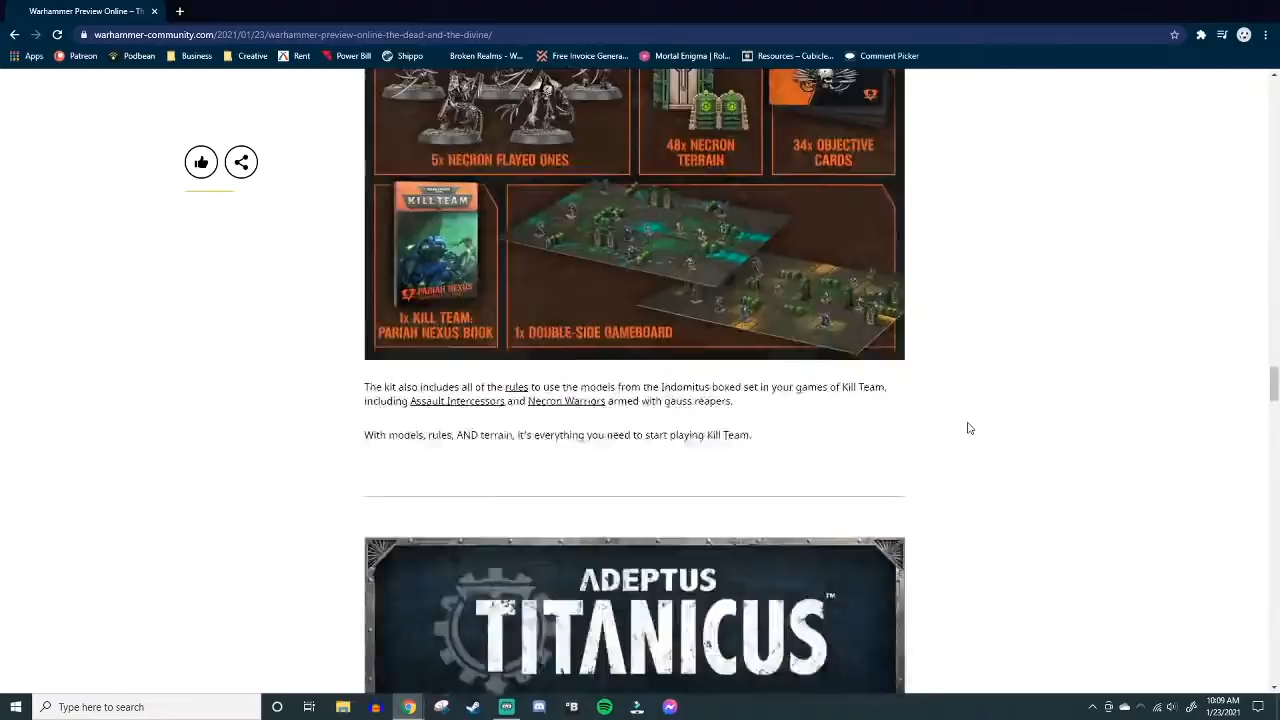 Warhammer Preview Online – Th
warhammer-community.com/2021/01/23/warhammer-preview-online-the-dead-and-the-divine/
Apps Patreon Podbean Business Creative Rent Power Bill Shippo Broken Realms - W... Free Invoice Genera... Mortal Enigma | Rol... Resources – Cubicle... Comment Picker
5x NECRON FLAYED ONES
48x NECRON
TERRAIN
34x OBJECTIVE
CARDS
KILL TEAM
PARIAH NEXUS
1x KILL TEAM:
PARIAH NEXUS BOOK
1x DOUBLE-SIDE GAMEBOARD
The kit also includes all of the rules to use the models from the Indomitus boxed set in your games of Kill Team,
including Assault Intercessors and Necron Warriors armed with gauss reapers.
With models, rules, AND terrain, it's everything you need to start playing Kill Team.
ADEPTUS
TITANICUS™
Type here to search
10:09 AM
1/23/2021